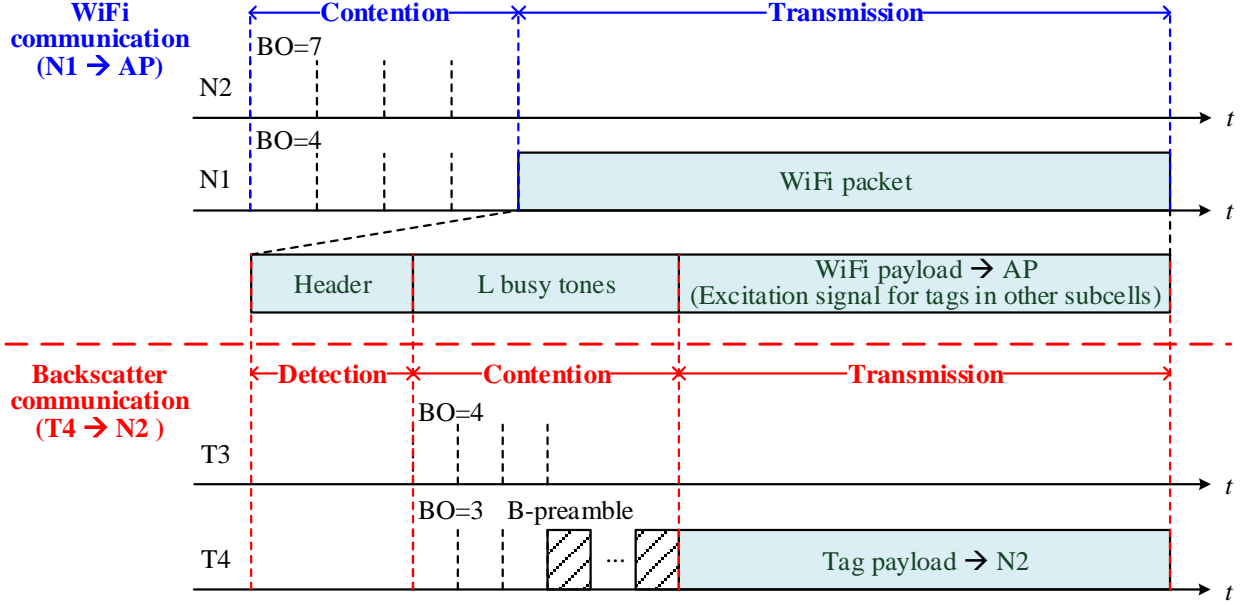 WiFi
communication
(N1 → AP)
Contention
Transmission
BO=7
N2
t
BO=4
N1
WiFi packet
t
Header
L busy tones
WiFi payload → AP
(Excitation signal for tags in other subcells)
Backscatter
communication
(T4 → N2 )
Detection
Contention
Transmission
BO=4
T3
t
BO=3
B-preamble
T4
...
Tag payload → N2
t